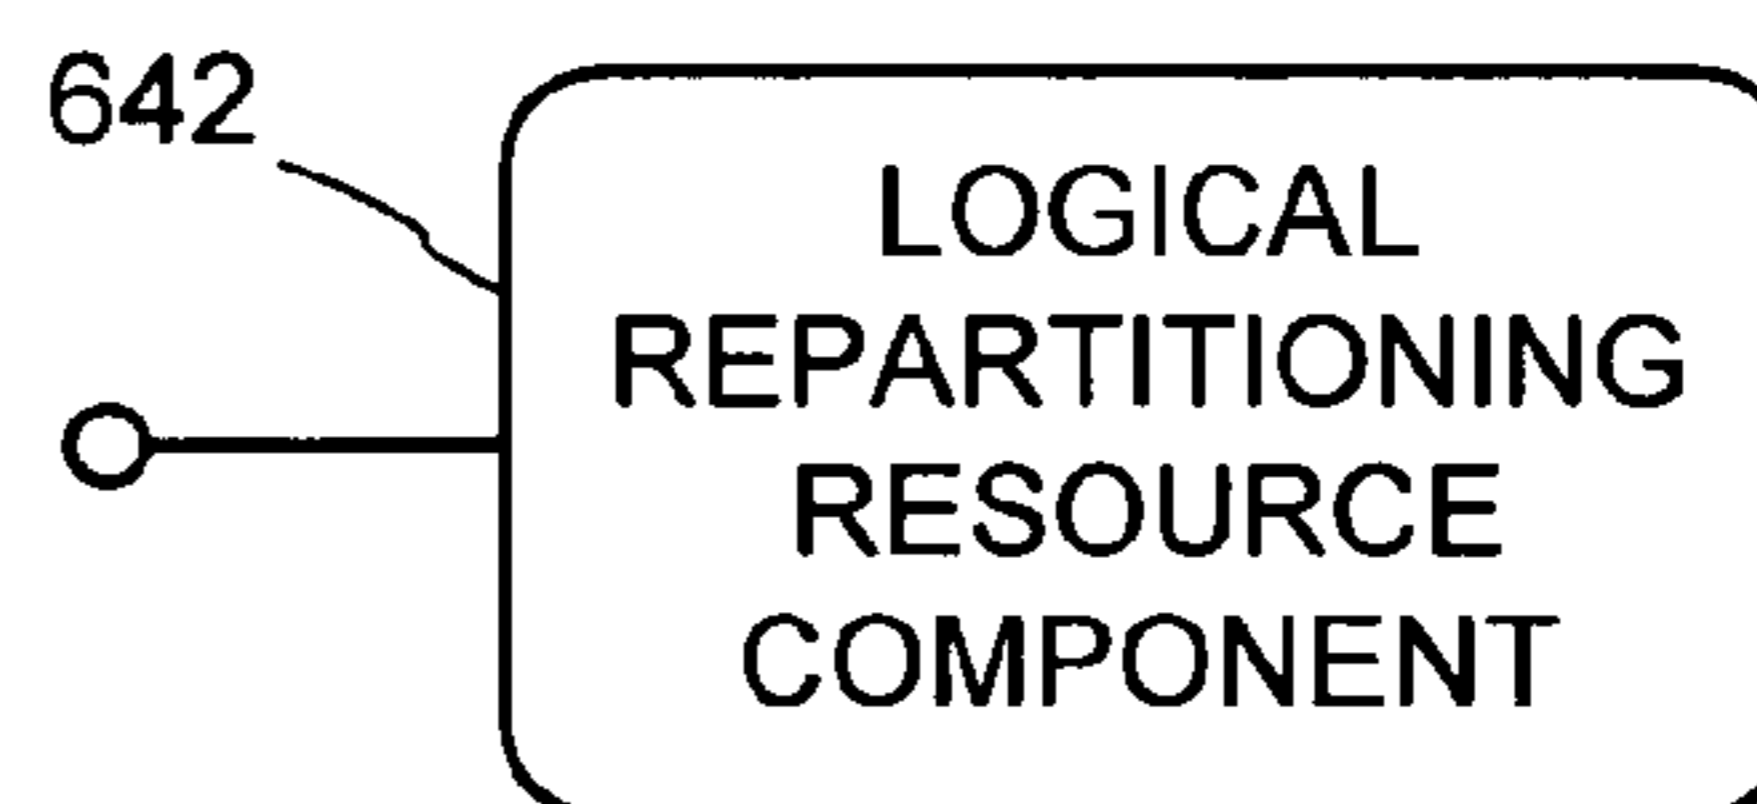 642
LOGICAL
REPARTITIONING
RESOURCE
COMPONENT